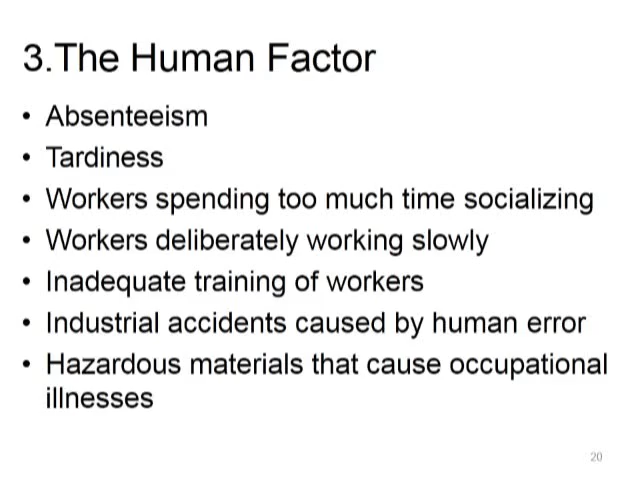 3.The Human Factor
• Absenteeism
• Tardiness
• Workers spending too much time socializing
• Workers deliberately working slowly
• Inadequate training of workers
• Industrial accidents caused by human error
• Hazardous materials that cause occupational
illnesses
20